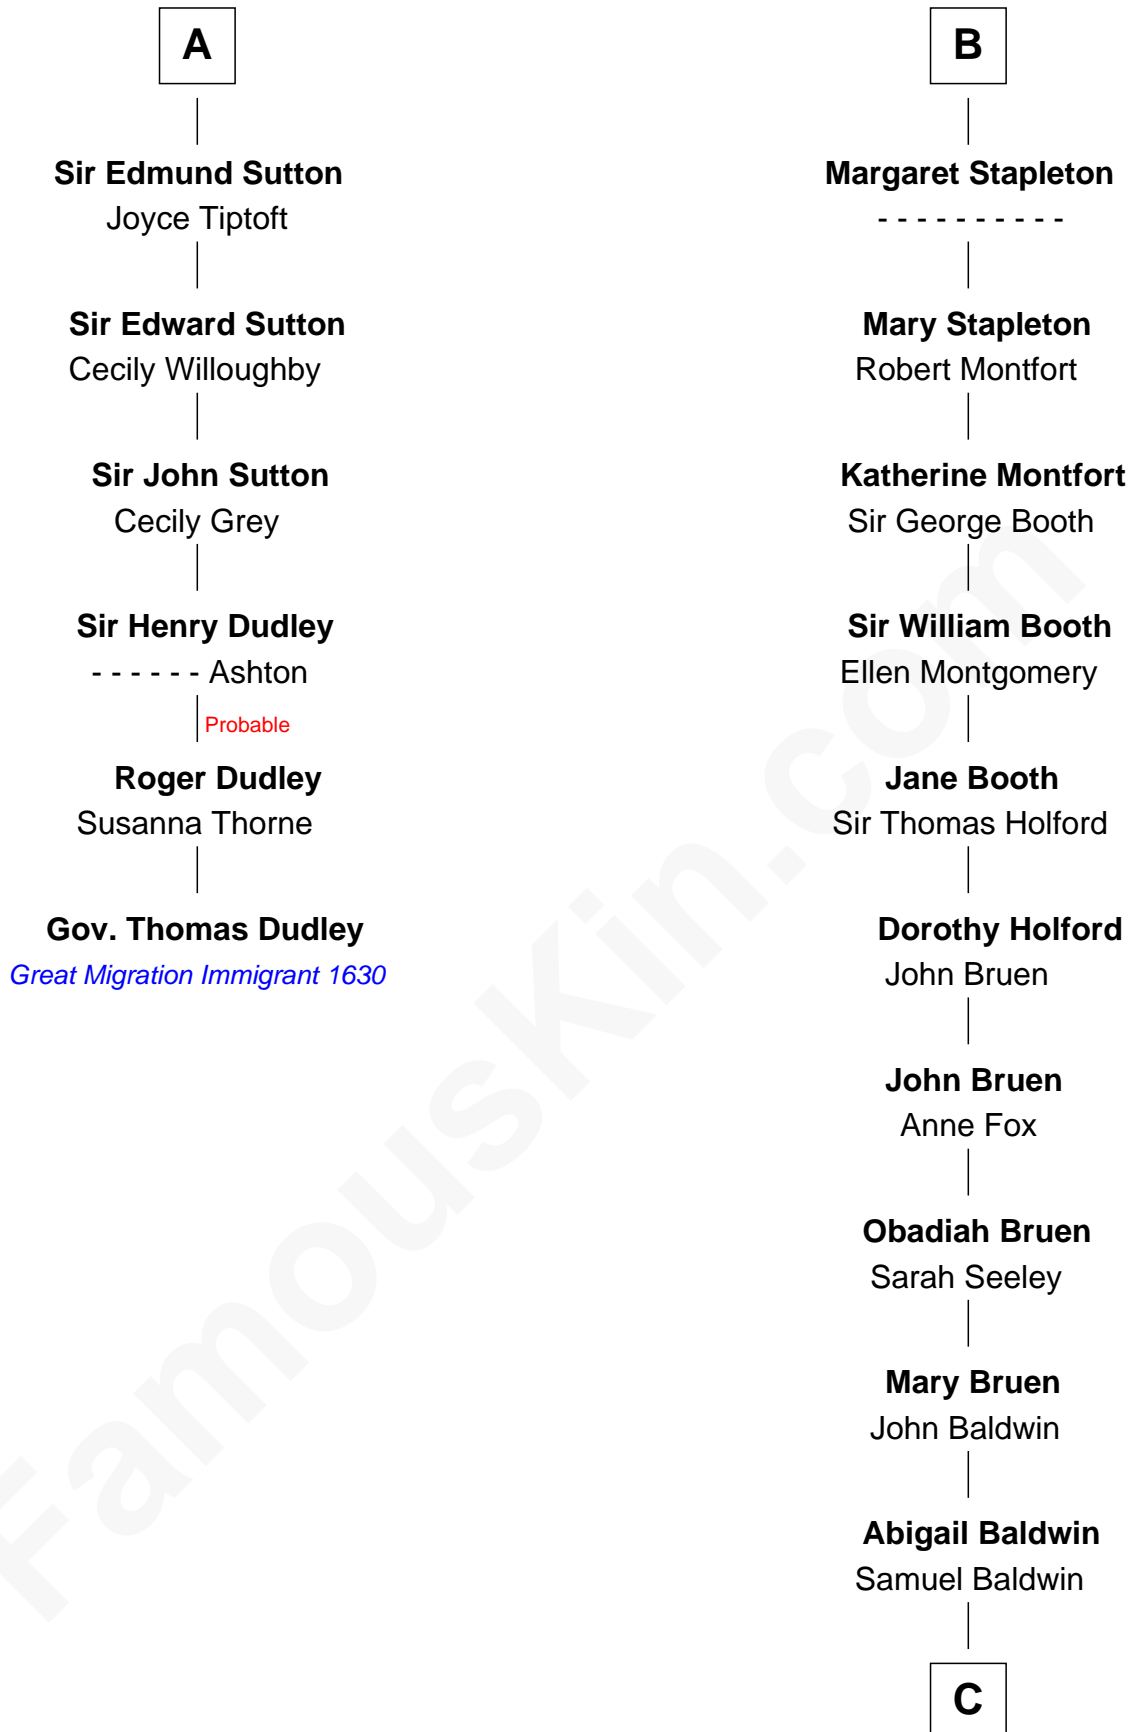 A
Sir Edmund Sutton
Joyce Tiptoft
Sir Edward Sutton
Cecily Willoughby
Sir John Sutton
Cecily Grey
Sir Henry Dudley
- - - - - - Ashton
Probable
Roger Dudley
Susanna Thorne
Gov. Thomas Dudley
Great Migration Immigrant 1630
B
Margaret Stapleton
- - - - - - - - - -
Mary Stapleton
Robert Montfort
Katherine Montfort
Sir George Booth
Sir William Booth
Ellen Montgomery
Jane Booth
Sir Thomas Holford
Dorothy Holford
John Bruen
John Bruen
Anne Fox
Obadiah Bruen
Sarah Seeley
Mary Bruen
John Baldwin
Abigail Baldwin
Samuel Baldwin
C
FamousKin.com